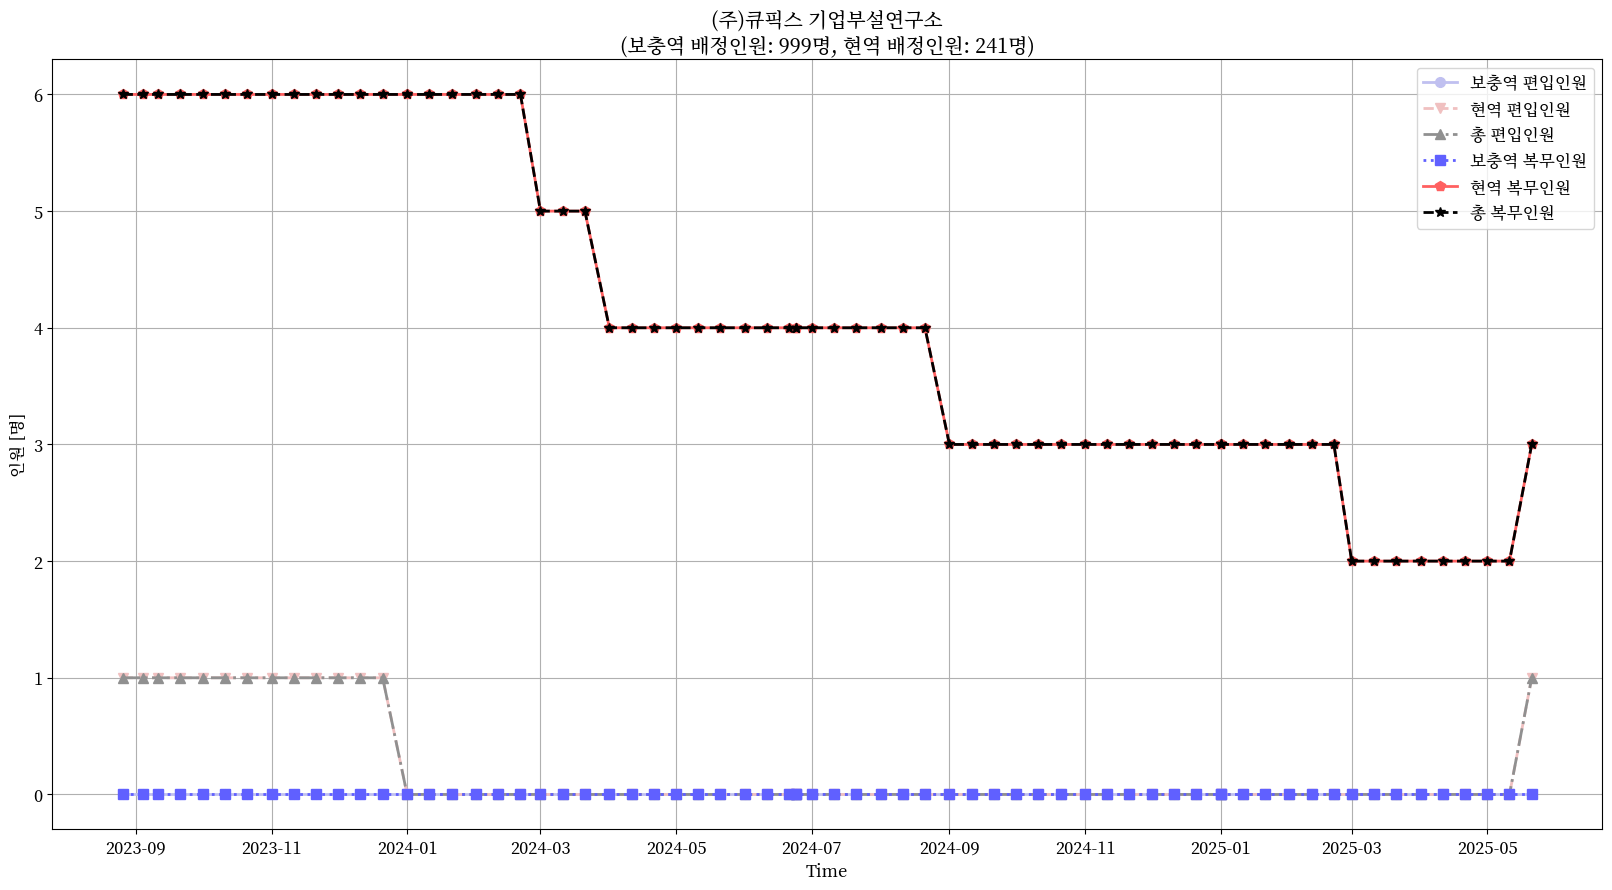 (주)큐픽스 기업부설연구소
(보충역 배정인원: 999명, 현역 배정인원: 241명)
보충역 편입인원
현역 편입인원
총 편입인원
보충역 복무인원
현역 복무인원
총 복무인원
인원 [명]
6
5
4
3
2
1
0
2023-09
2023-11
2024-01
2024-03
2024-05
2024-07
2024-09
2024-11
2025-01
2025-03
2025-05
Time